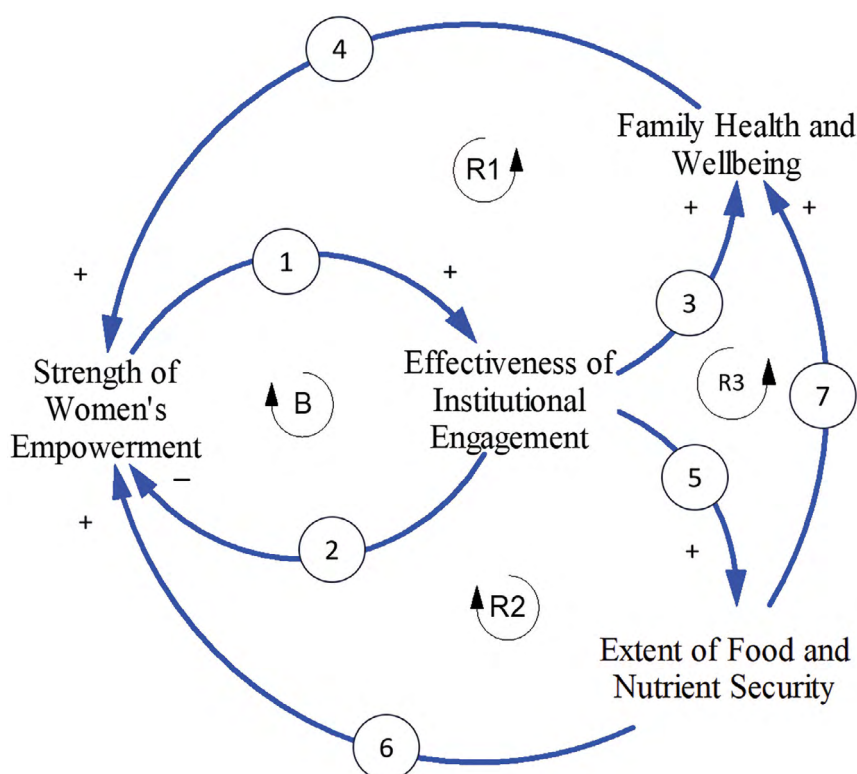 4
Family Health and
Wellbeing
R1
+
+
1
+
+
3
Strength of
Women's
Empowerment
B
Effectiveness of
Institutional
Engagement
R3
7
–
+
5
2
+
R2
Extent of Food and
Nutrient Security
6